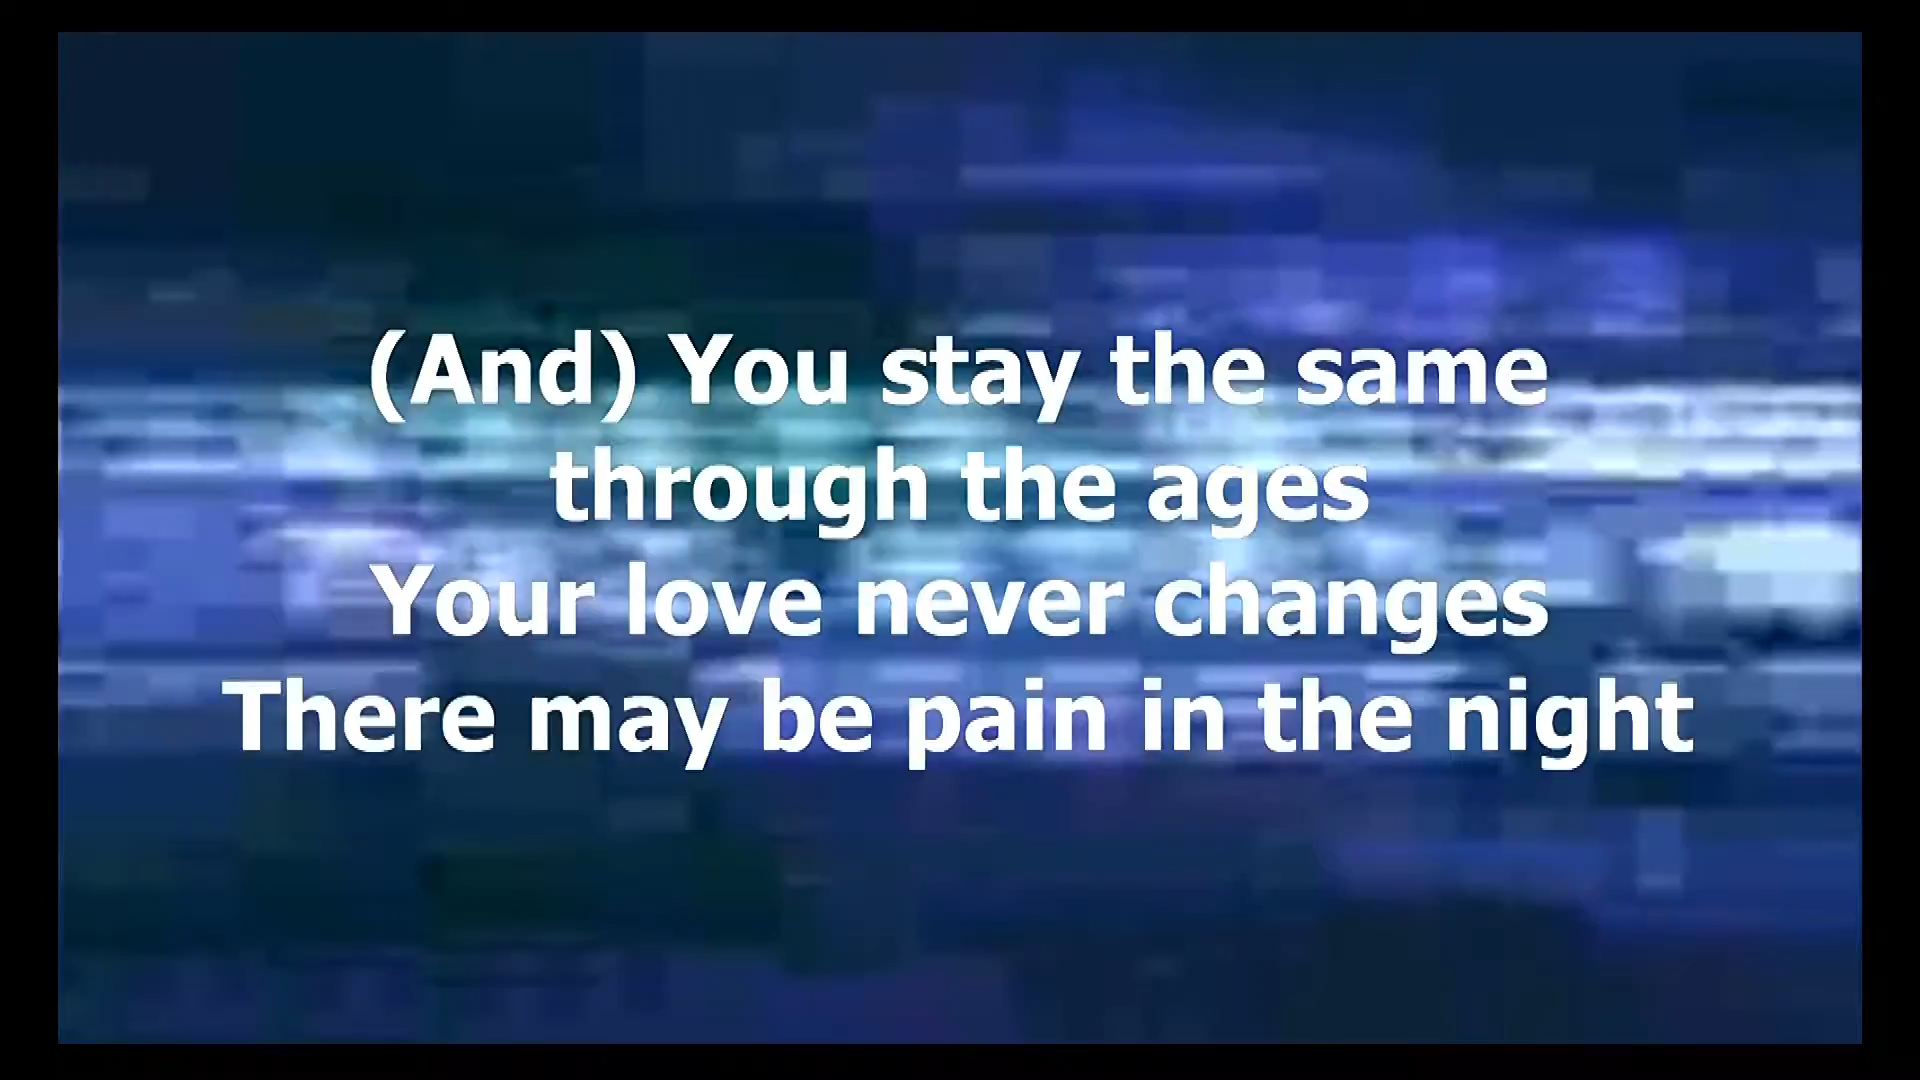 (And) You stay the same
through the ages
Your love never changes
There may be pain in the night